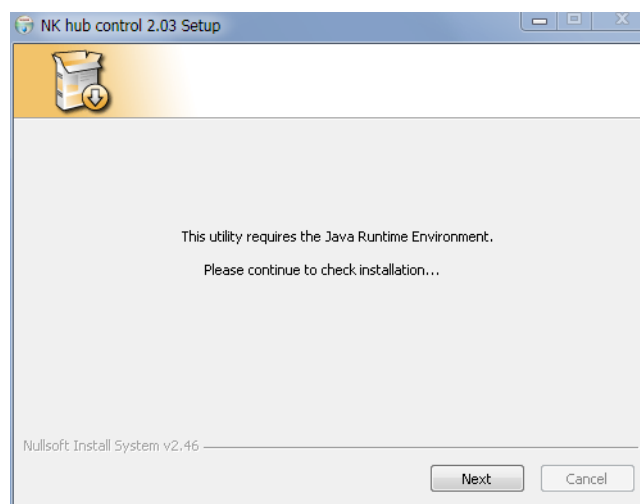 NK hub control 2.03 Setup
This utility requires the Java Runtime Environment.
Please continue to check installation...
Nullsoft Install System v2.46
Next
Cancel